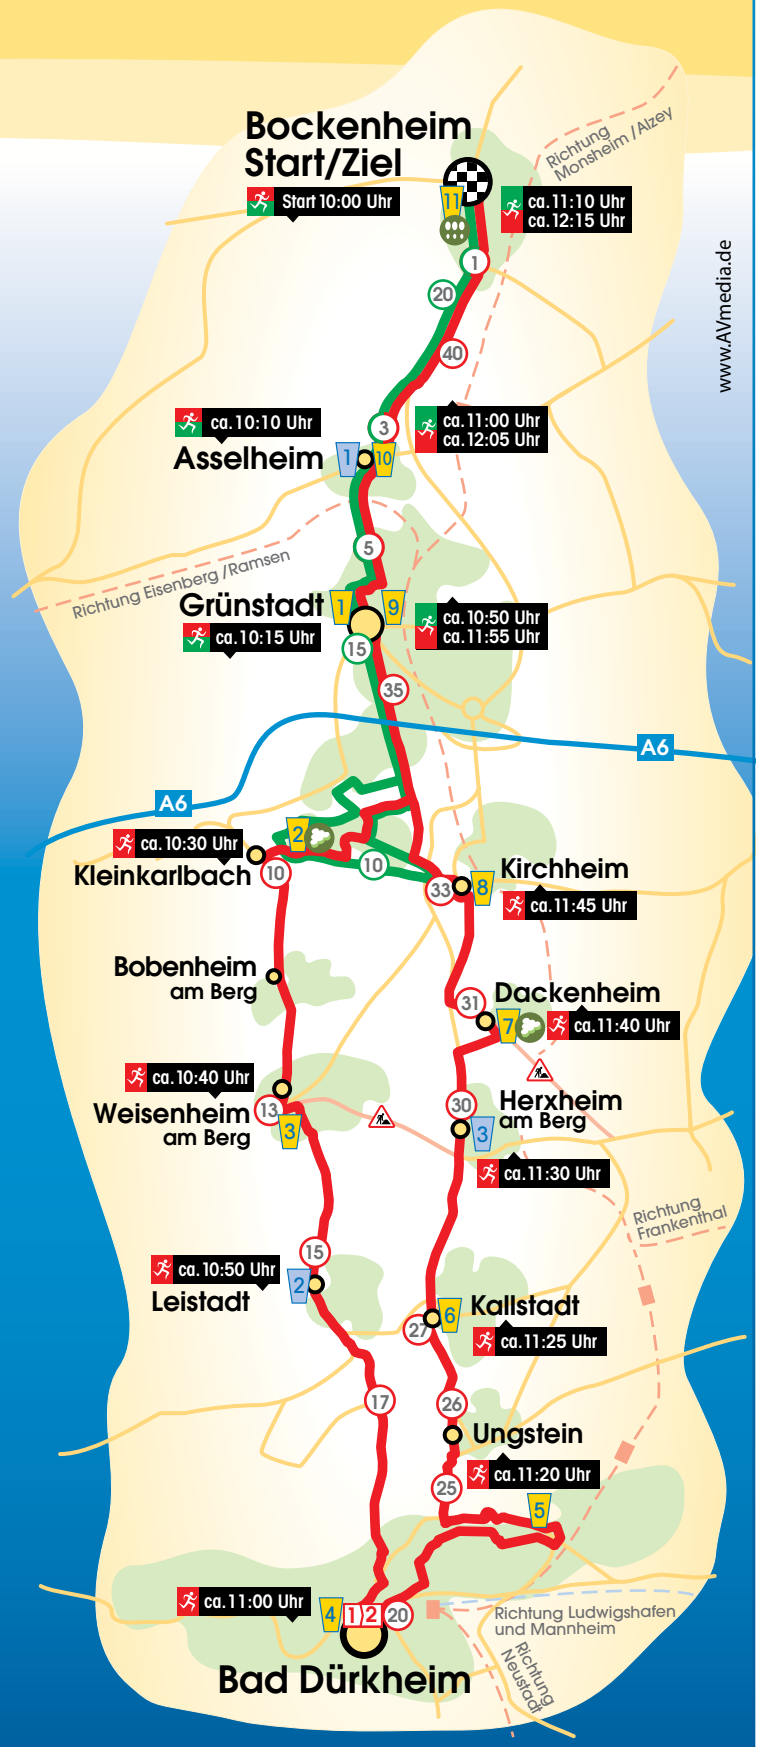 Bockenheim
Start/Ziel
Start 10:00 Uhr
11
ca.11:10 Uhr
ca.12:15 Uhr
Richtung
Monsheim/Alzey
www.AVmedia.de
1
20
40
3
ca.10:10 Uhr
ca.11:00 Uhr
ca.12:05 Uhr
Asselheim
1
10
5
Richtung Eisenberg/Ramsen
Grünstadt
1
9
ca.10:15 Uhr
ca.10:50 Uhr
ca.11:55 Uhr
15
35
A6
A6
ca.10:30 Uhr
2
Kleinkarlbach
10
10
33
8
Kirchheim
ca.11:45 Uhr
Bobenheim
am Berg
31
Dackenheim
7
ca.11:40 Uhr
ca.10:40 Uhr
Weisenheim
am Berg
13
3
30
Herxheim
am Berg
3
ca.11:30 Uhr
Richtung
Frankenthal
15
ca.10:50 Uhr
2
Leistadt
27
6
Kallstadt
ca.11:25 Uhr
17
26
Ungstein
ca.11:20 Uhr
25
5
ca.11:00 Uhr
4
1
2
20
Richtung Ludwigshafen
und Mannheim
Richtung
Neustadt
Bad Dürkheim